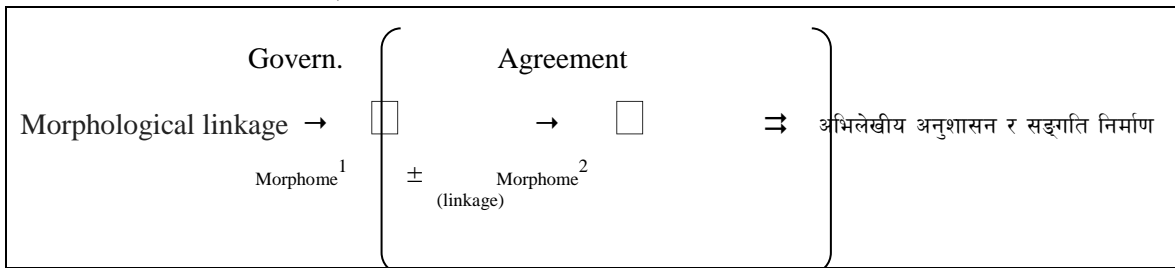 Govern. Agreement
Morphological linkage → □ → □ ⇉ अभिलेखीय अनुशासन र सङ्गति निर्माण
Morphome1 ± Morphome2
(linkage)